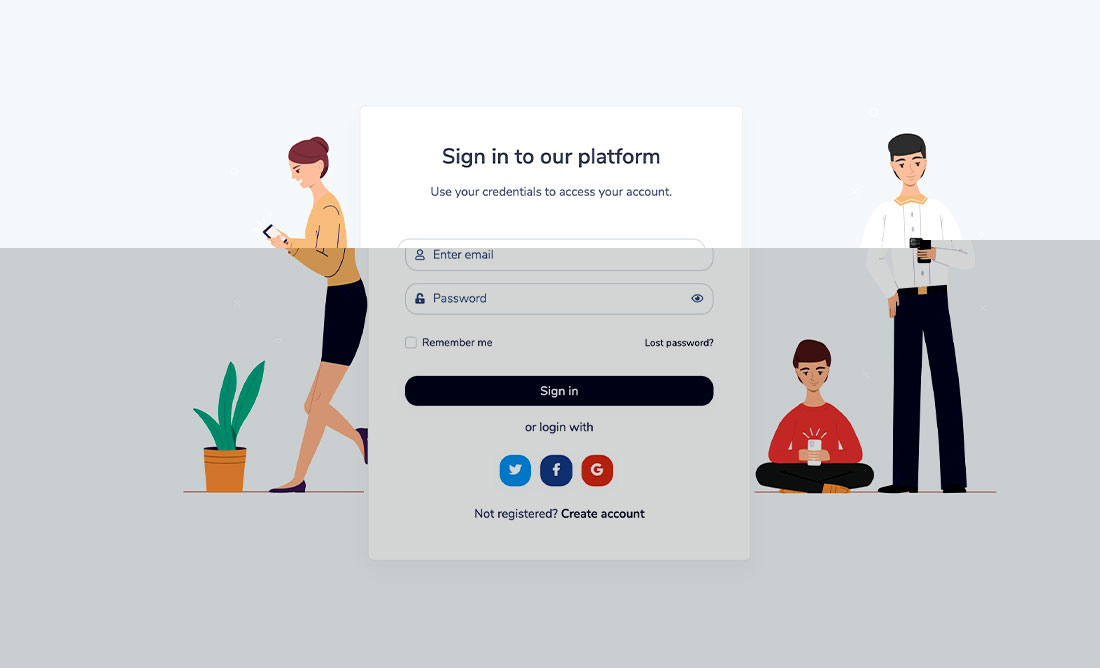 Sign in to our platform
Use your credentials to access your account.
Enter email
Password
Remember me Lost password?
Sign in
or login with
f G
Not registered? Create account